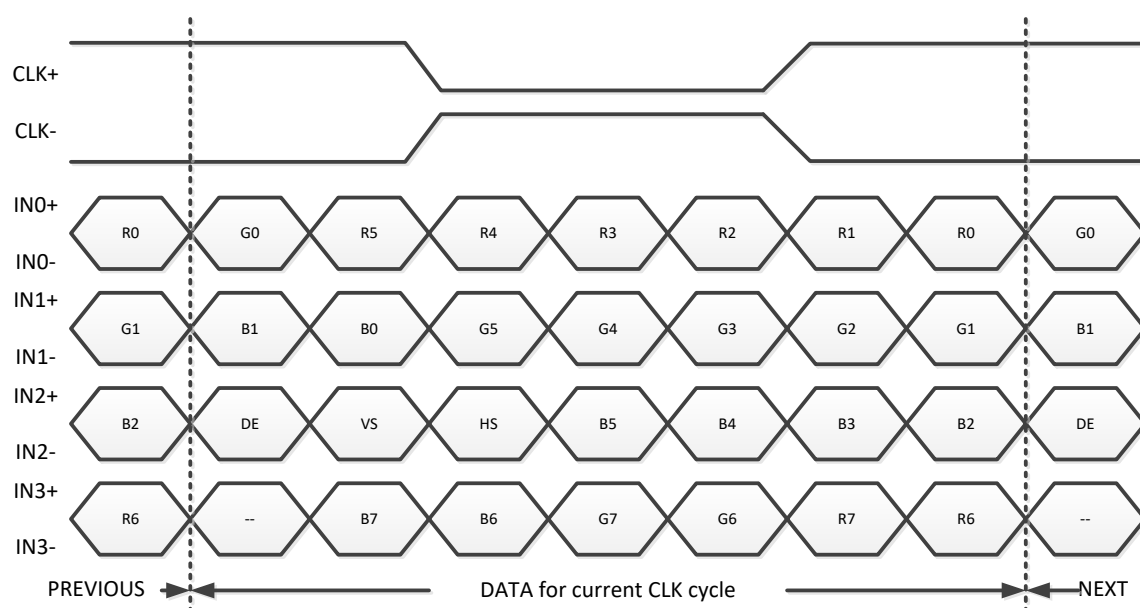 CLK+
CLK-
IN0+
R0 G0 R5 R4 R3 R2 R1 R0 G0
IN0-
IN1+
G1 B1 B0 G5 G4 G3 G2 G1 B1
IN1-
IN2+
B2 DE VS HS B5 B4 B3 B2 DE
IN2-
IN3+
R6 -- B7 B6 G7 G6 R7 R6 --
IN3-
PREVIOUS DATA for current CLK cycle NEXT